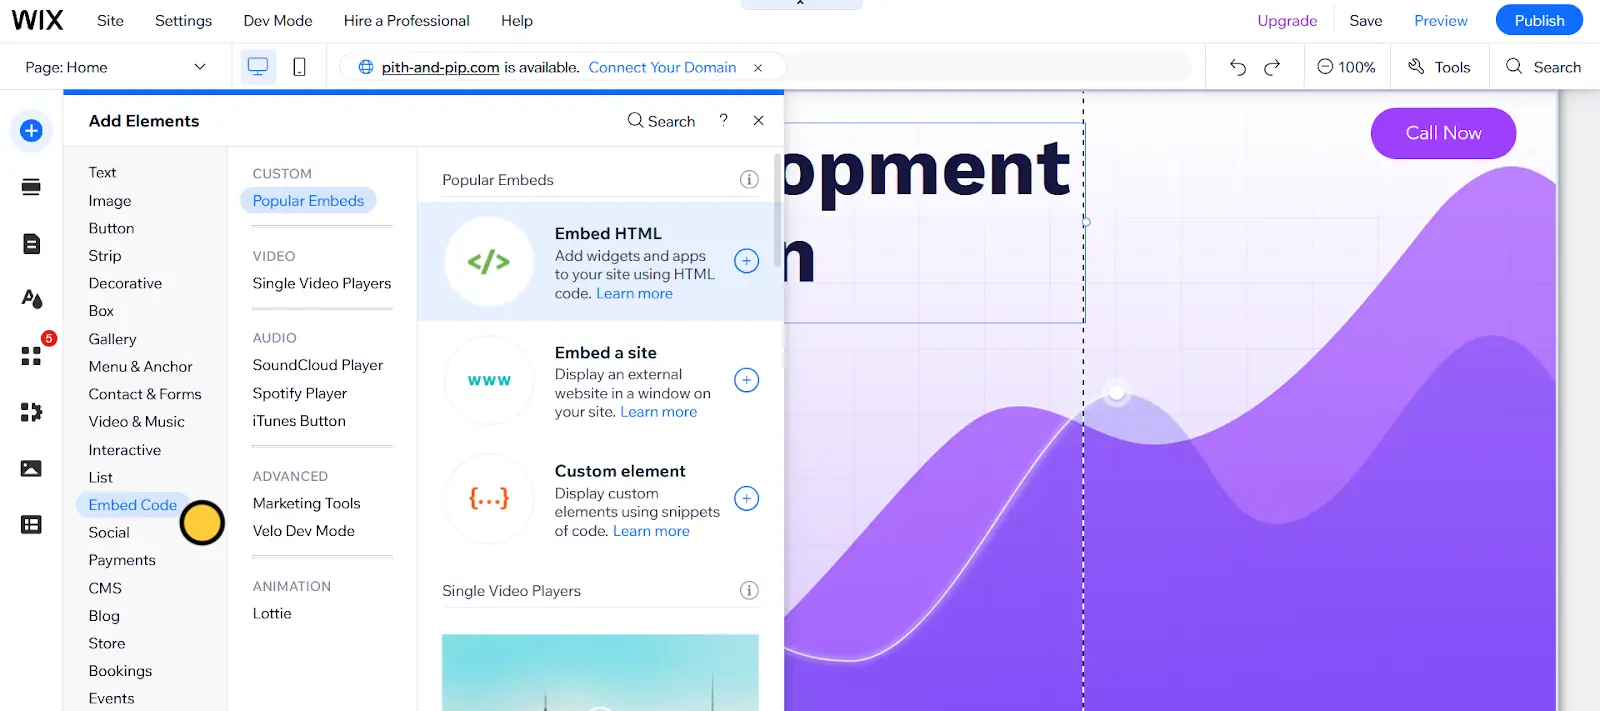 WIX
Site
Settings
Dev Mode
Hire a Professional
Help
Upgrade
Save
Preview
Publish
Page: Home
pith-and-pip.com is available. Connect Your Domain
100%
Tools
Search
Add Elements
Search
?
Text
Image
Button
Strip
Decorative
Box
Gallery
Menu & Anchor
Contact & Forms
Video & Music
Interactive
List
Embed Code
Social
Payments
CMS
Blog
Store
Bookings
Events
5
CUSTOM
Popular Embeds
VIDEO
Single Video Players
AUDIO
SoundCloud Player
Spotify Player
iTunes Button
ADVANCED
Marketing Tools
Velo Dev Mode
ANIMATION
Lottie
Popular Embeds
</>
Embed HTML
Add widgets and apps
to your site using HTML
code. Learn more
www
Embed a site
Display an external
website in a window on
your site. Learn more
{...}
Custom element
Display custom
elements using snippets
of code. Learn more
Single Video Players
opment
n
Call Now